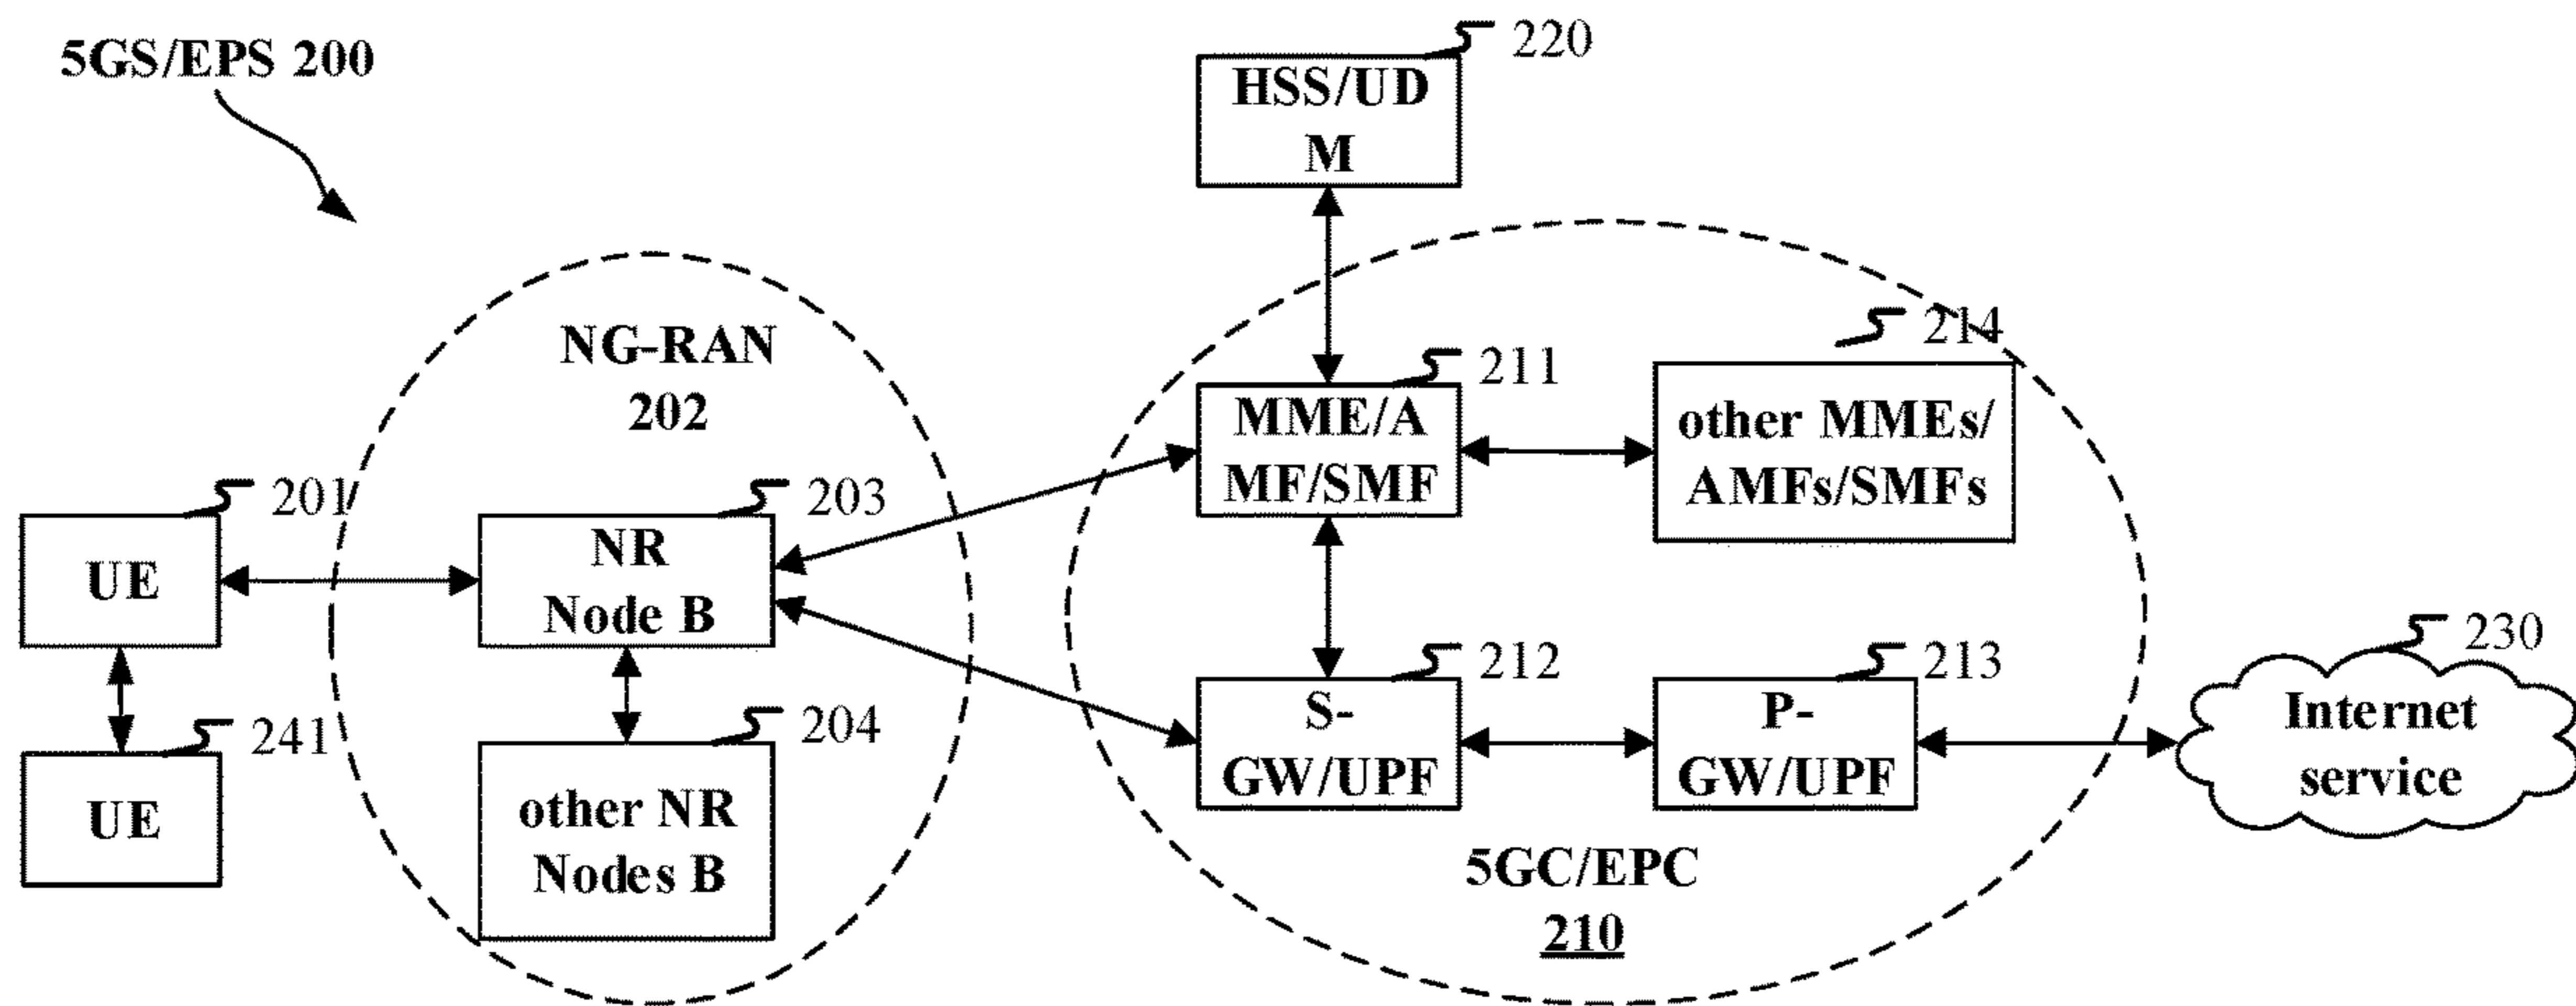 5GS/EPS 200
220
HSS/UD
M
NG-RAN
202
214
211
MME/A
MF/SMF
other MMEs/
AMFs/SMFs
201
UE
203
NR
Node B
241
UE
204
other NR
Nodes B
212
S-
GW/UPF
213
P-
GW/UPF
230
Internet
service
5GC/EPC
210